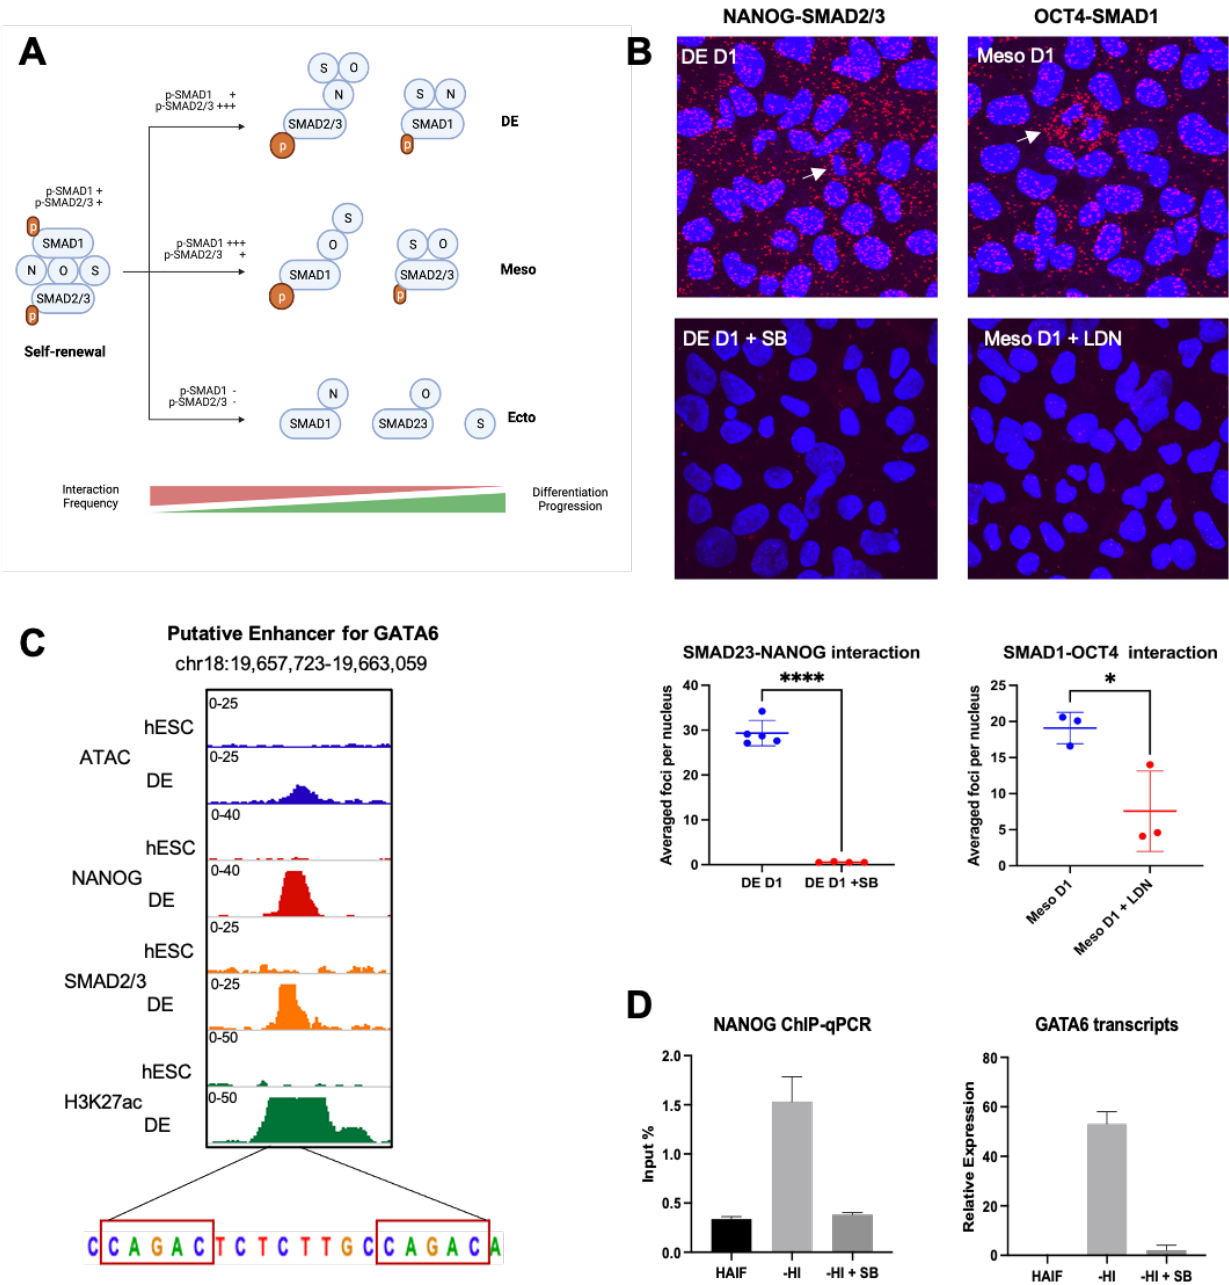 A
p-SMAD1 +
p-SMAD2/3 +++
S O
N
SMAD2/3
p
S N
SMAD1
p
DE
p-SMAD1 +
p-SMAD2/3 +
p
SMAD1
N O S
SMAD2/3
p
Self-renewal
p-SMAD1 +++
p-SMAD2/3 +
S
O
SMAD1
p
S O
SMAD2/3
p
Meso
p-SMAD1 -
p-SMAD2/3 -
N
SMAD1
O
SMAD23
S
Ecto
Interaction
Frequency
Differentiation
Progression
B
NANOG-SMAD2/3
OCT4-SMAD1
DE D1
Meso D1
DE D1 + SB
Meso D1 + LDN
SMAD23-NANOG interaction
****
Averaged foci per nucleus
40
30
20
10
0
DE D1
DE D1 +SB
SMAD1-OCT4 interaction
*
Averaged foci per nucleus
25
20
15
10
5
0
Meso D1
Meso D1 + LDN
C
Putative Enhancer for GATA6
chr18:19,657,723-19,663,059
ATAC
hESC
0-25
DE
0-25
NANOG
hESC
0-40
DE
0-40
SMAD2/3
hESC
0-25
DE
0-25
H3K27ac
hESC
0-50
DE
0-50
CCAGACTCTCTTGCCAGACA
D
NANOG ChIP-qPCR
Input %
2.0
1.5
1.0
0.5
0.0
HAIF
-HI
-HI + SB
GATA6 transcripts
Relative Expression
80
60
40
20
0
HAIF
-HI
-HI + SB